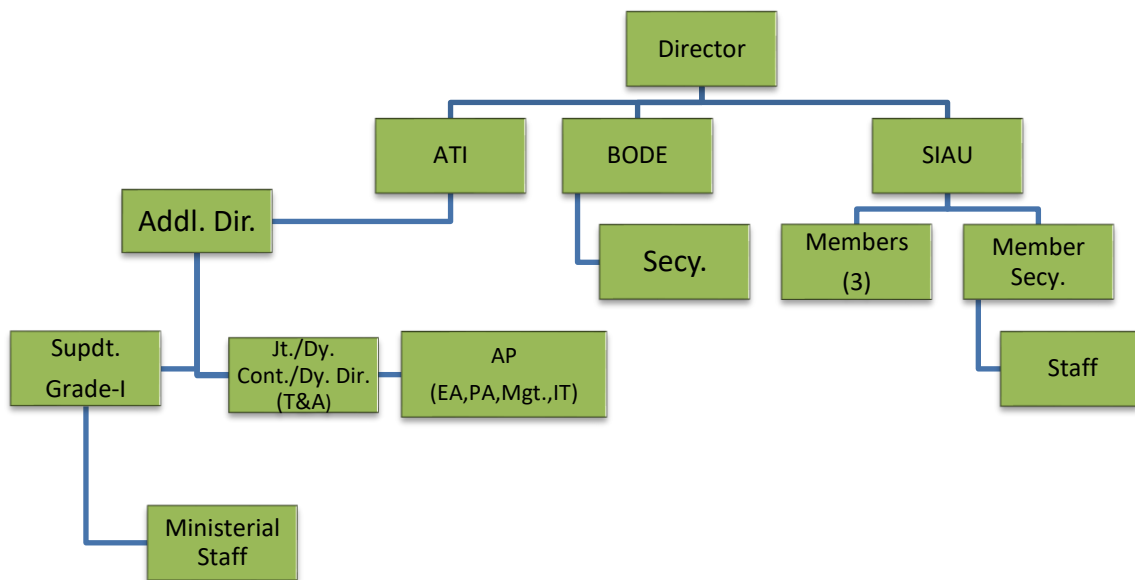 Director
ATI
BODE
SIAU
Addl. Dir.
Secy.
Members
(3)
Member
Secy.
Supdt.
Grade-I
Jt./Dy.
Cont./Dy. Dir.
(T&A)
AP
(EA,PA,Mgt.,IT)
Staff
Ministerial
Staff